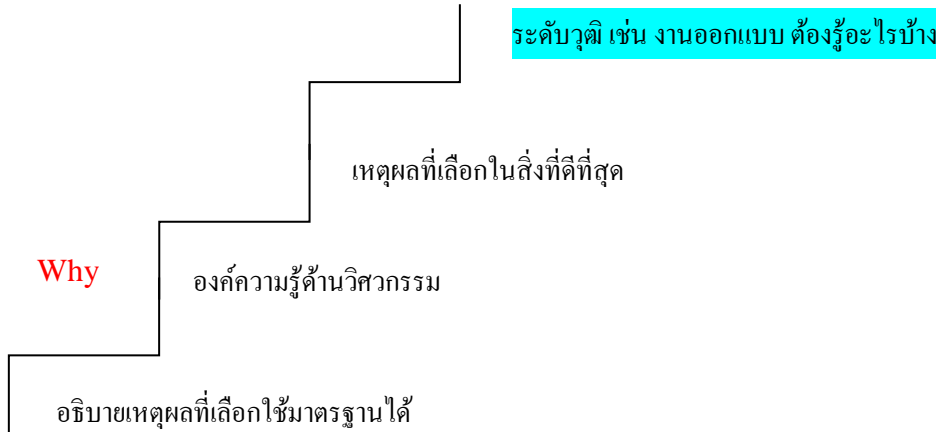 ระดับวุฒิ เช่น งานออกแบบ ต้องรู้อะไรบ้าง
เหตุผลที่เลือกในสิ่งที่ดีที่สุด
Why
องค์ความรู้ด้านวิศวกรรม
อธิบายเหตุผลที่เลือกใช้มาตรฐานได้